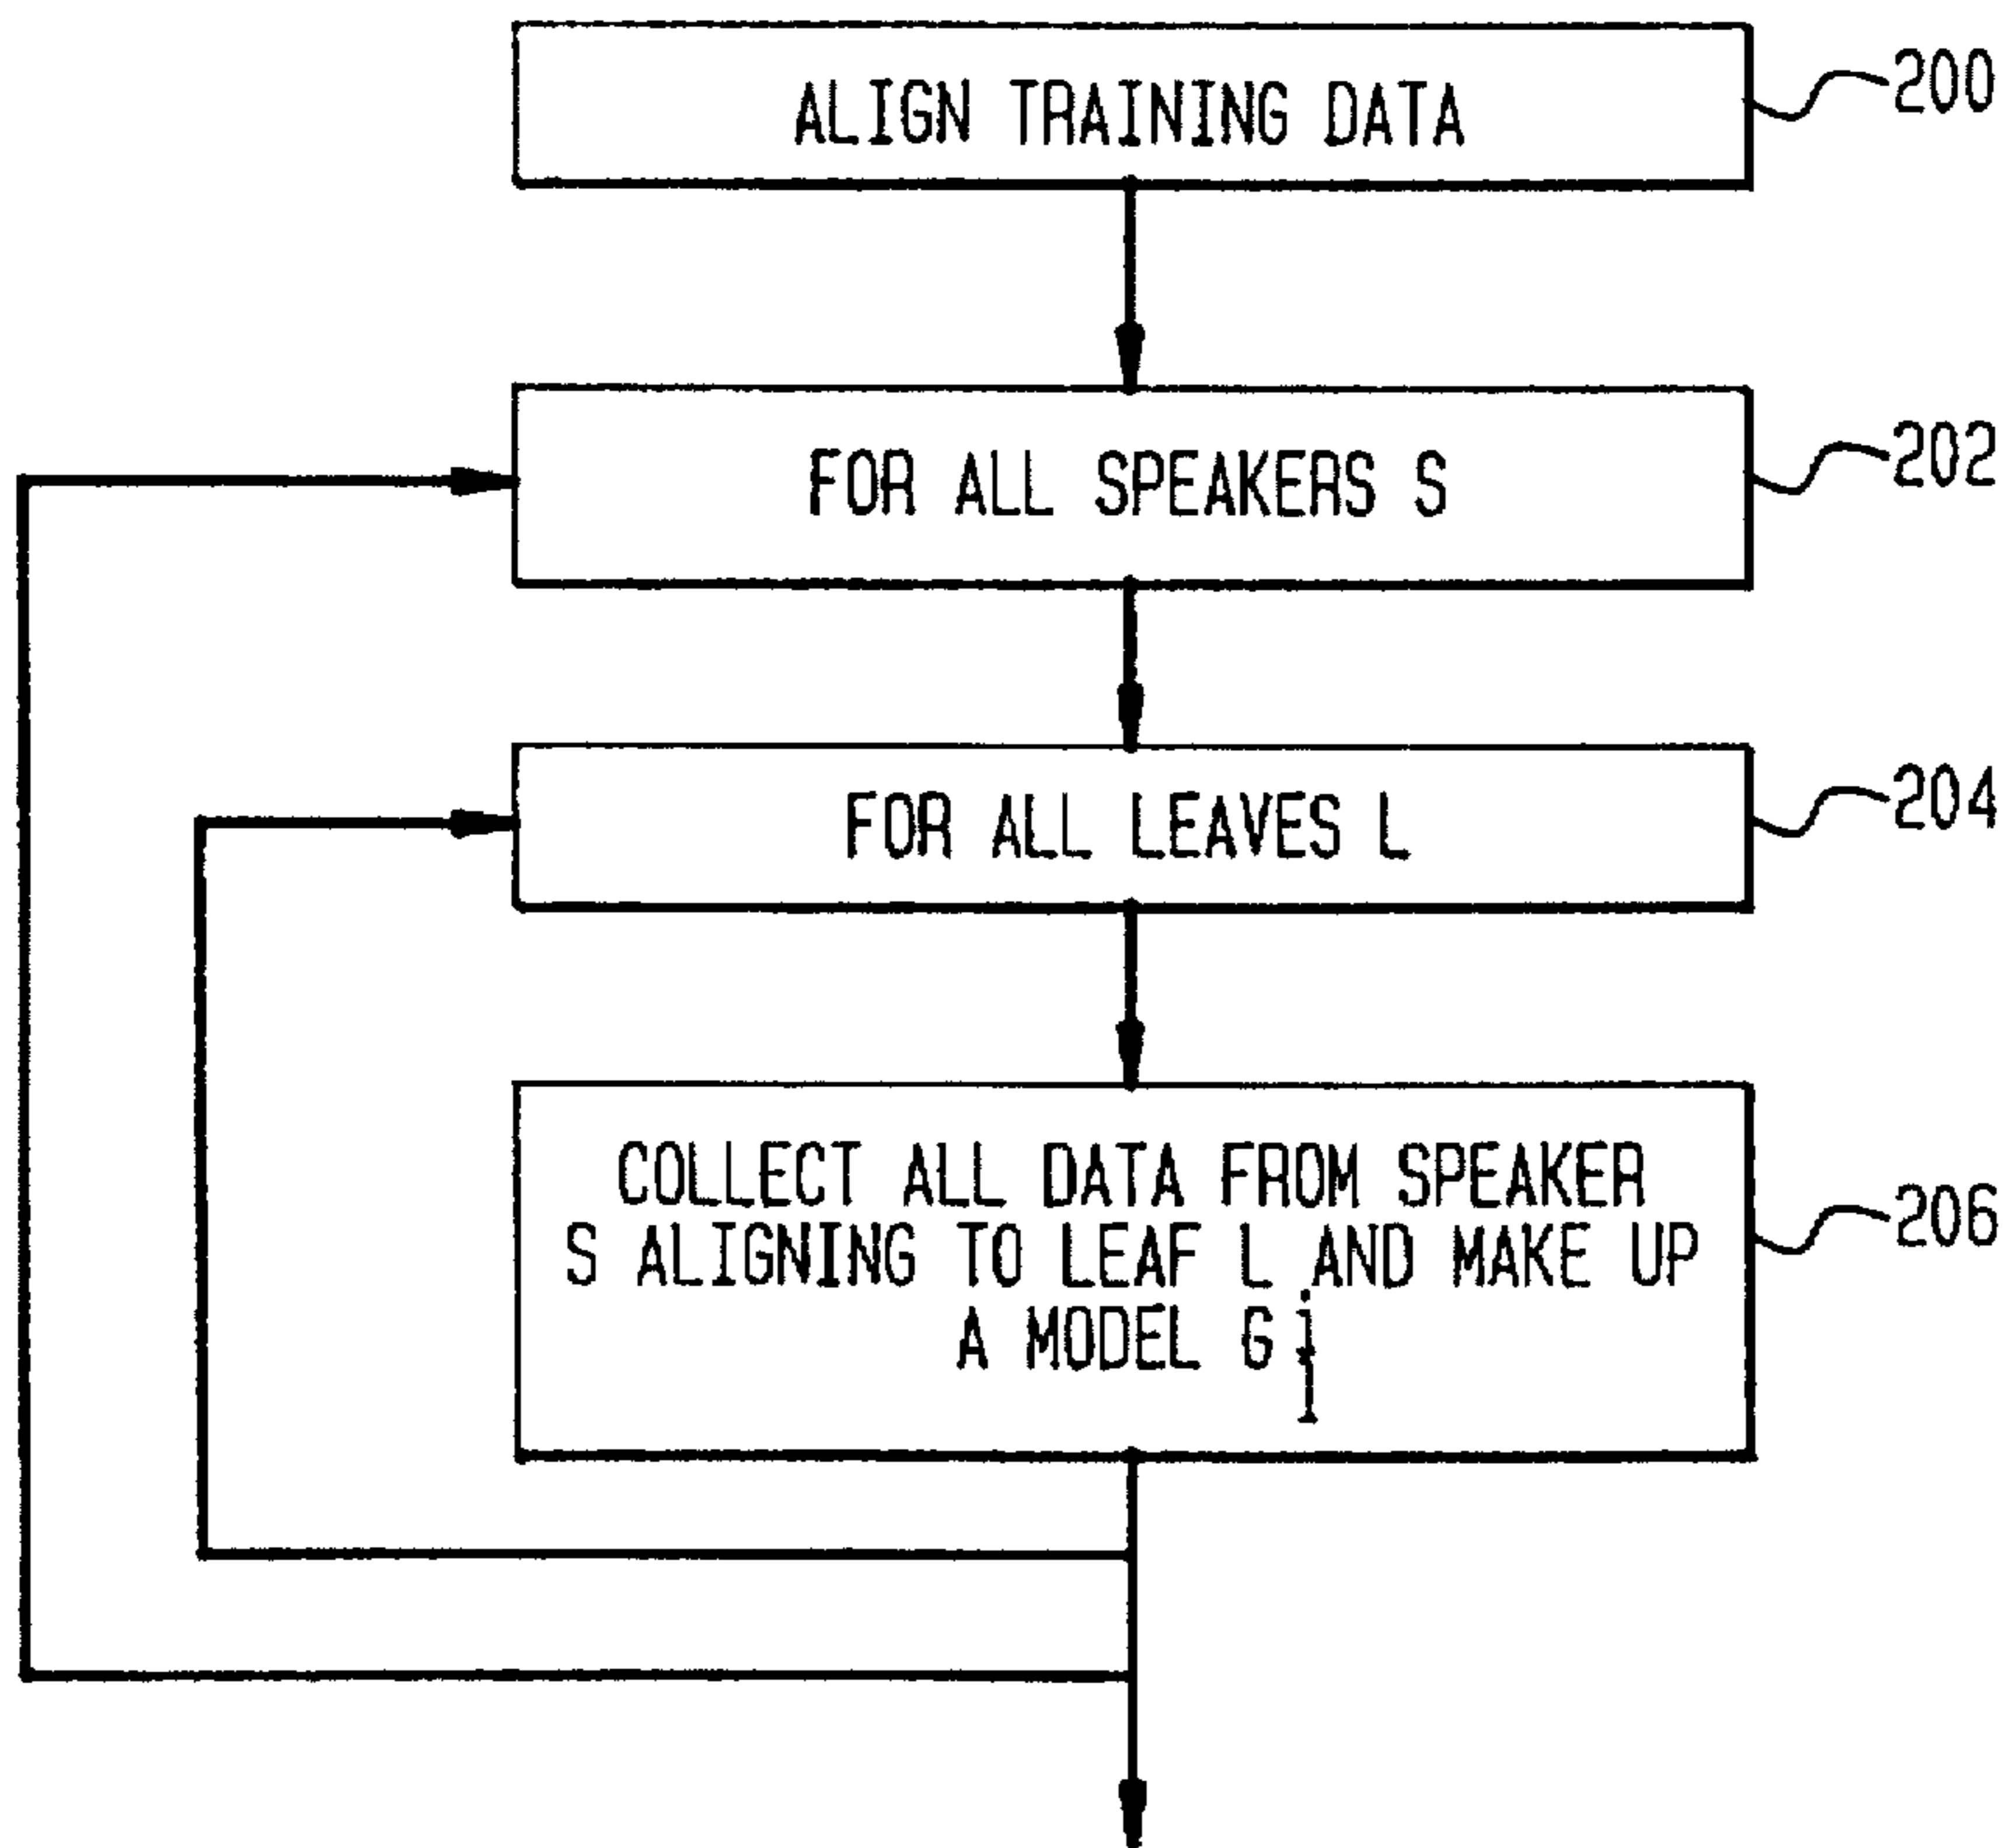 ALIGN TRAINING DATA
200
FOR ALL SPEAKERS S
202
FOR ALL LEAVES L
204
COLLECT ALL DATA FROM SPEAKER
S ALIGNING TO LEAF L AND MAKE UP
A MODEL G
206